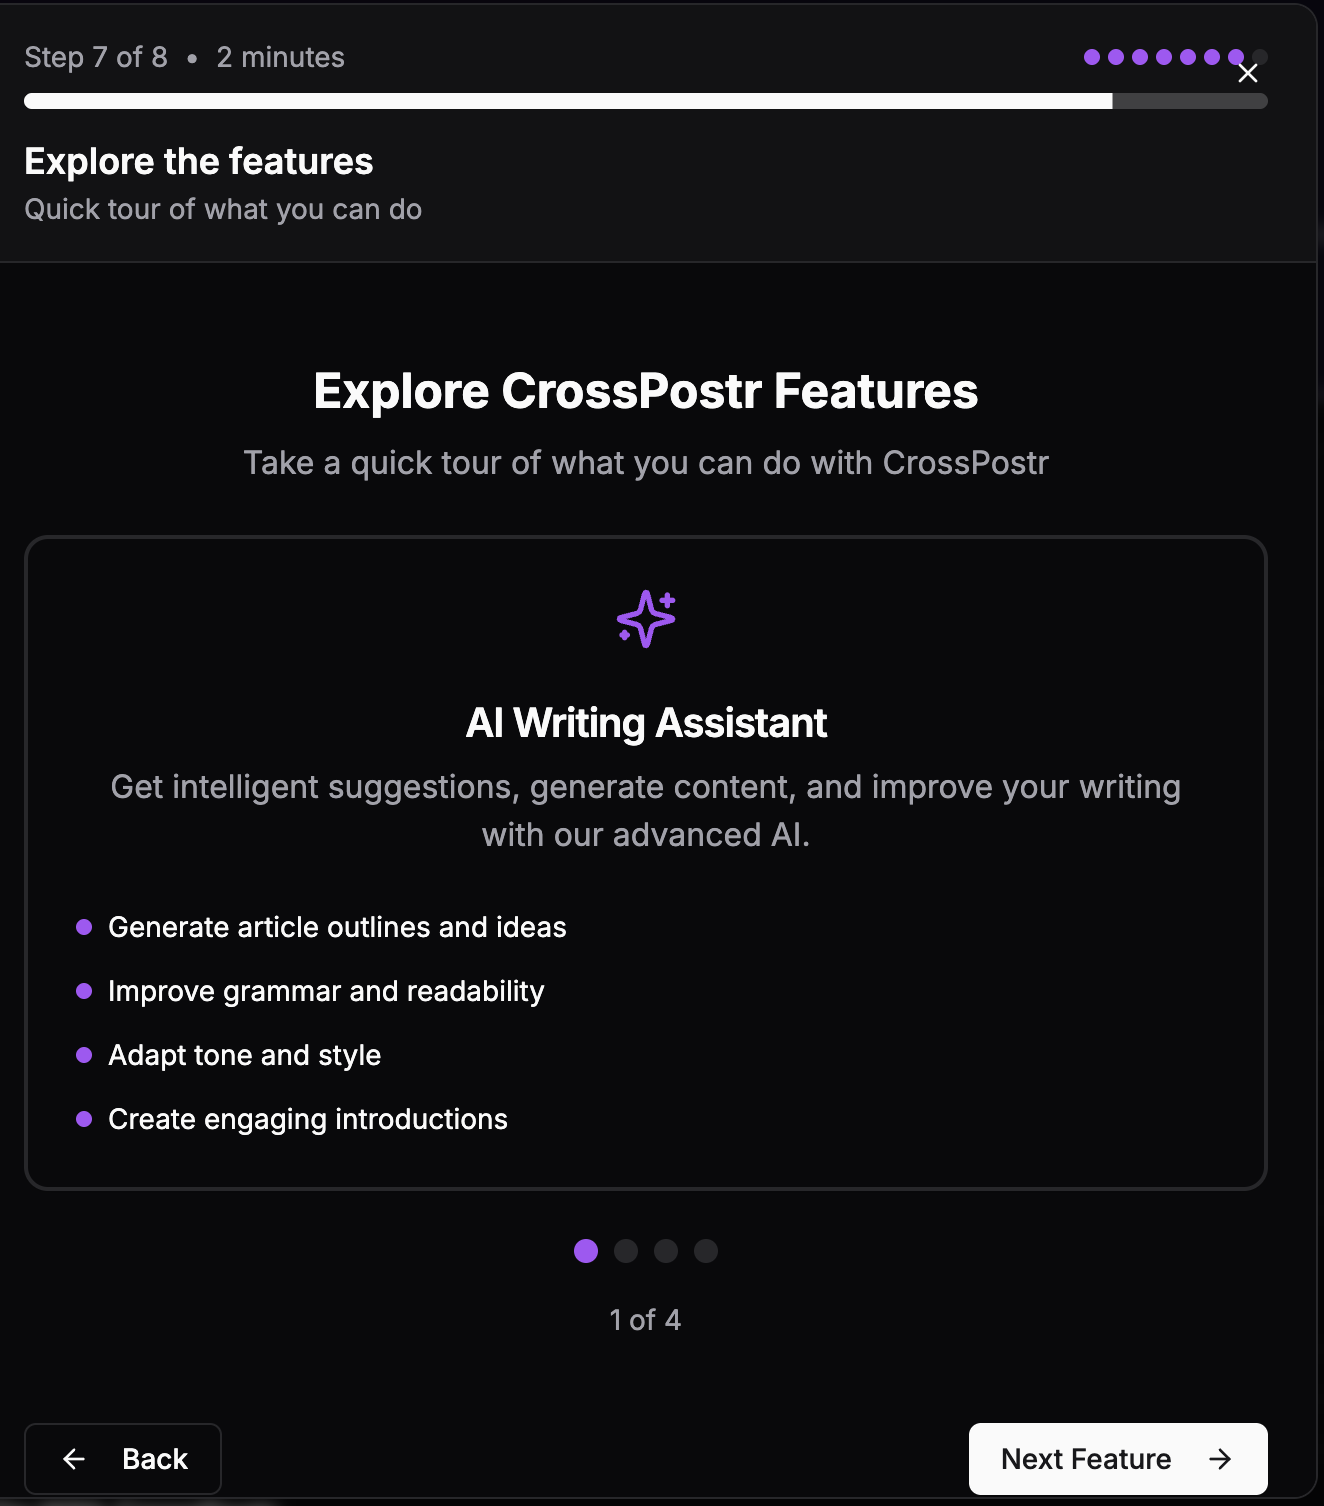 Step 7 of 8 • 2 minutes
Explore the features
Quick tour of what you can do
Explore CrossPostr Features
Take a quick tour of what you can do with CrossPostr
AI Writing Assistant
Get intelligent suggestions, generate content, and improve your writing
with our advanced AI.
Generate article outlines and ideas
Improve grammar and readability
Adapt tone and style
Create engaging introductions
1 of 4
Back
Next Feature